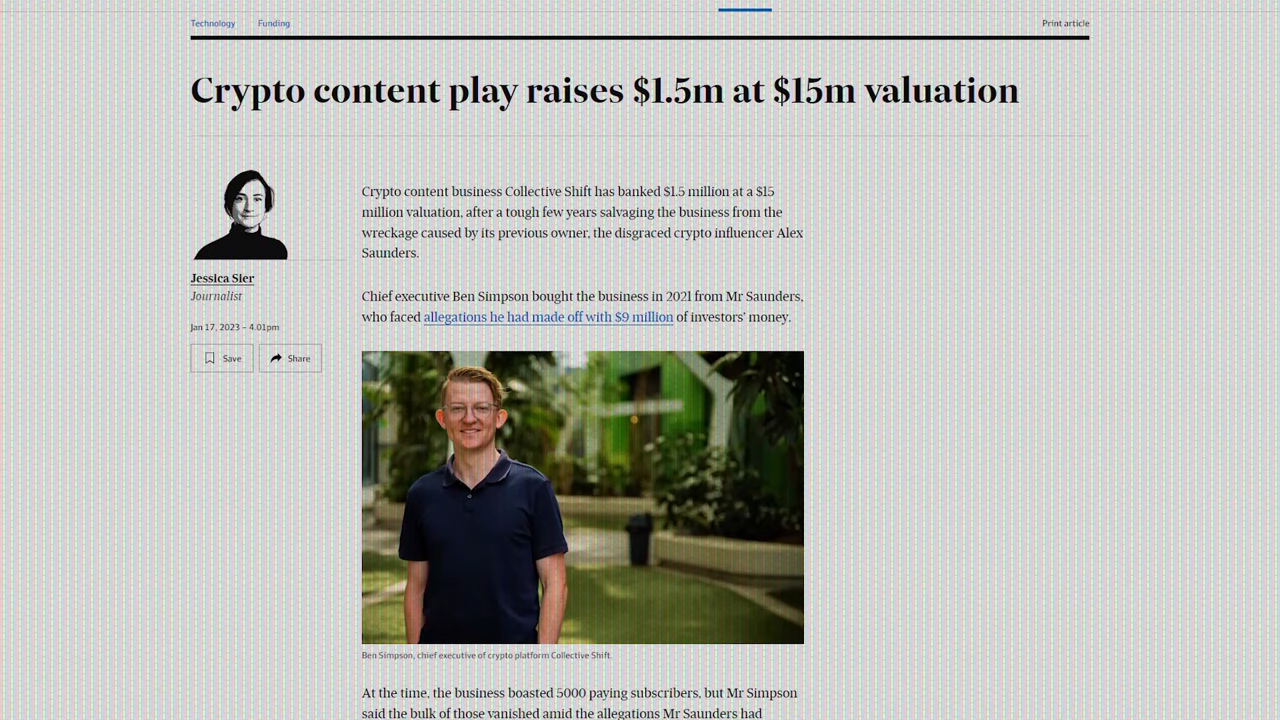 Technology Funding Print article
Crypto content play raises $1.5m at $15m valuation
Jessica Sier
Journalist
Jan 17, 2023 – 4.01pm
Save Share
Crypto content business Collective Shift has banked $1.5 million at a $15
million valuation, after a tough few years salvaging the business from the
wreckage caused by its previous owner, the disgraced crypto influencer Alex
Saunders.
Chief executive Ben Simpson bought the business in 2021 from Mr Saunders,
who faced allegations he had made off with $9 million of investors' money.
Ben Simpson, chief executive of crypto platform Collective Shift.
At the time, the business boasted 5000 paying subscribers, but Mr Simpson
said the bulk of those vanished amid the allegations Mr Saunders had